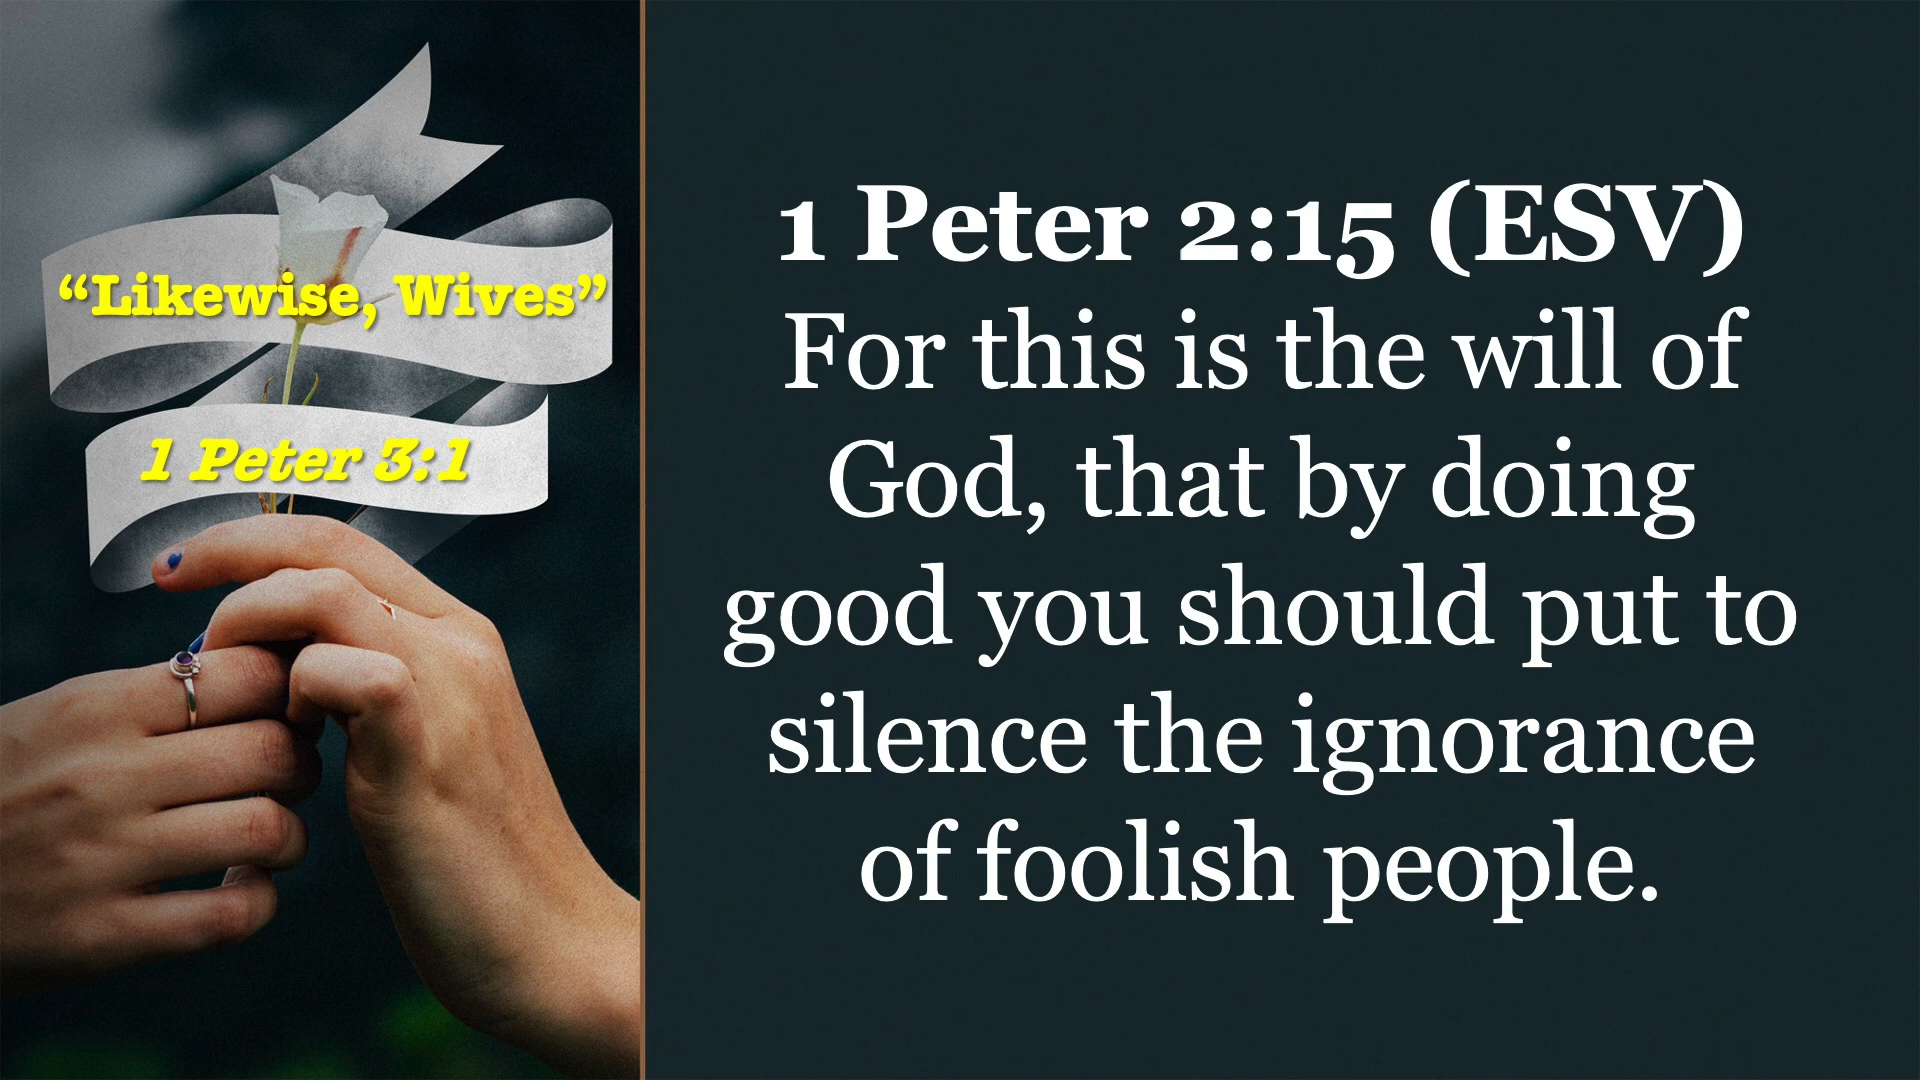 “Likewise, Wives”
1 Peter 3:1
1 Peter 2:15 (ESV)
For this is the will of
God, that by doing
good you should put to
silence the ignorance
of foolish people.